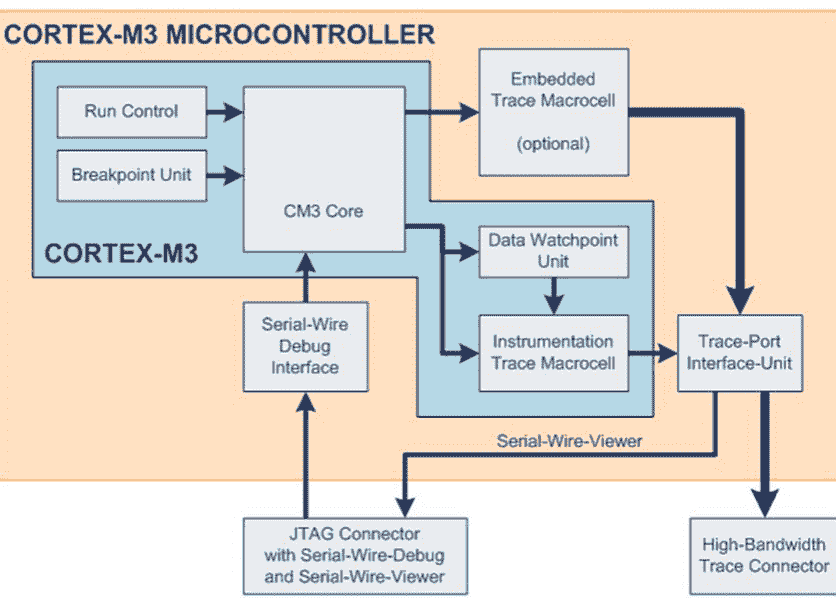 CORTEX-M3 MICROCONTROLLER
Run Control
Breakpoint Unit
CM3 Core
Embedded
Trace Macrocell
(optional)
CORTEX-M3
Data Watchpoint
Unit
Serial-Wire
Debug
Interface
Instrumentation
Trace Macrocell
Trace-Port
Interface-Unit
Serial-Wire-Viewer
JTAG Connector
with Serial-Wire-Debug
and Serial-Wire-Viewer
High-Bandwidth
Trace Connector